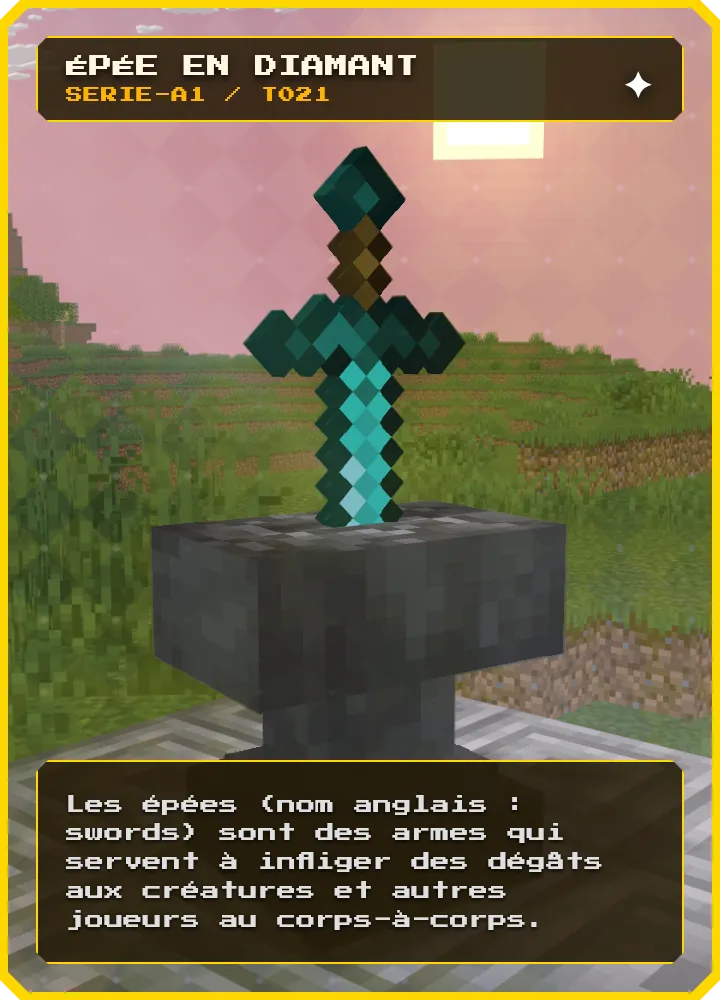 éPéE EN DIAMANT
SERIE-A1 / T021
Les épées (nom anglais :
swords) sont des armes qui
servent à infliger des dégâts
aux créatures et autres
joueurs au corps-à-corps.